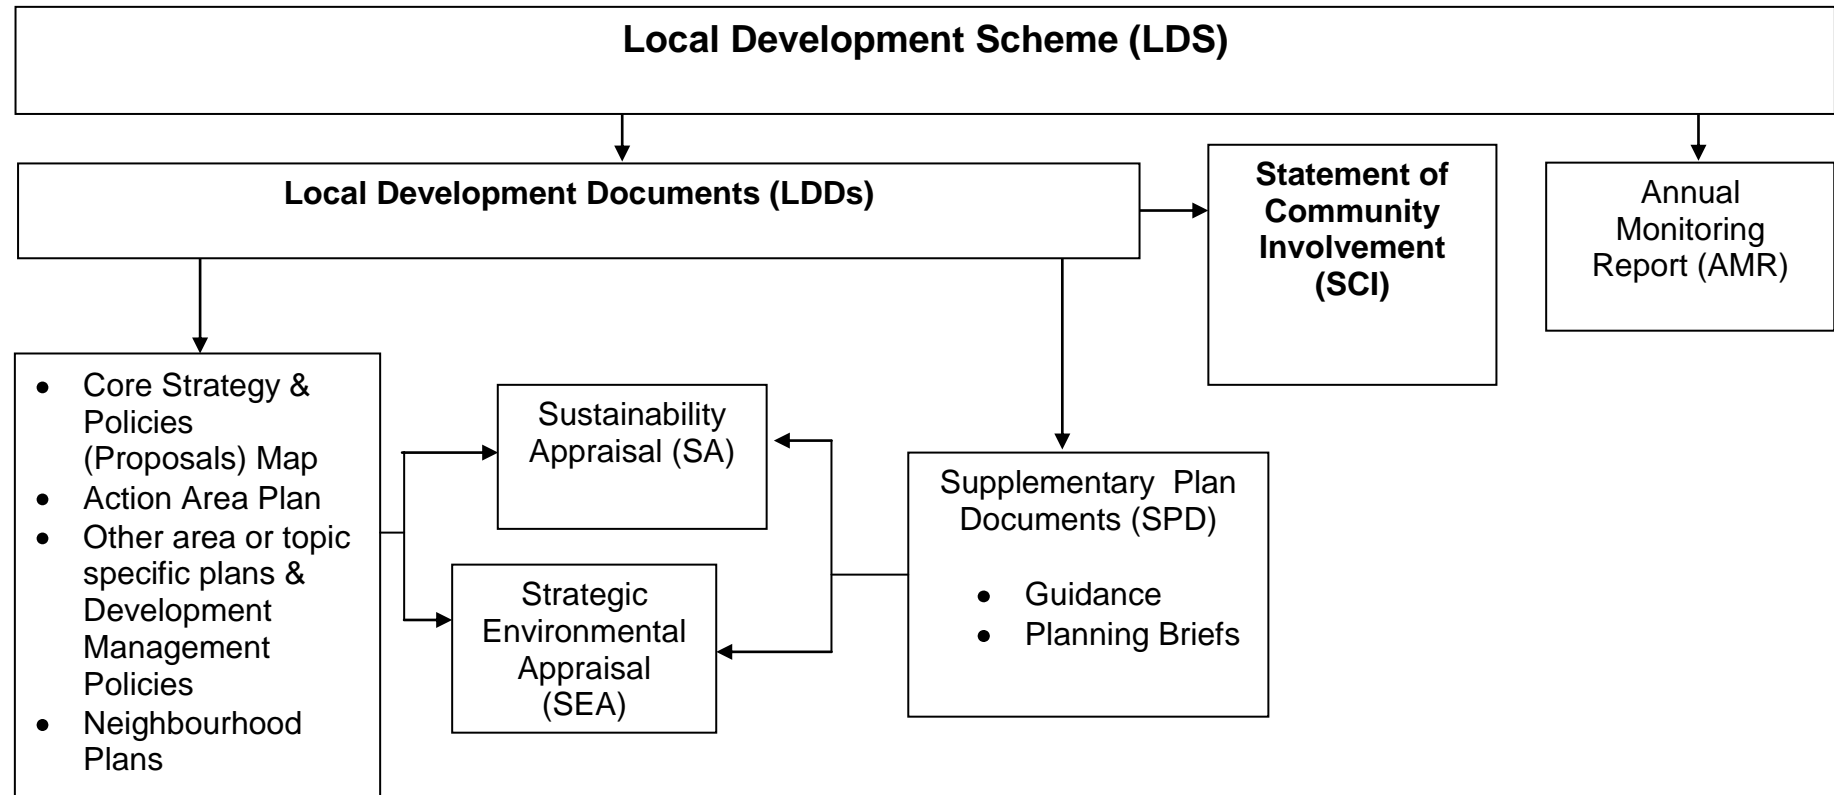 Local Development Scheme (LDS)
Local Development Documents (LDDs)
Statement of
Community
Involvement
(SCI)
Annual
Monitoring
Report (AMR)
• Core Strategy &
Policies
(Proposals) Map
• Action Area Plan
• Other area or topic
specific plans &
Development
Management
Policies
• Neighbourhood
Plans
Sustainability
Appraisal (SA)
Strategic
Environmental
Appraisal
(SEA)
Supplementary Plan
Documents (SPD)
• Guidance
• Planning Briefs